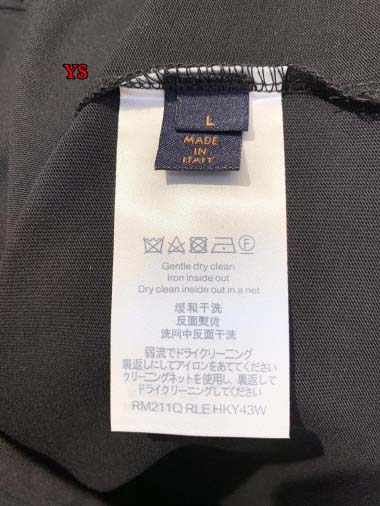 YS
L
MADE
IN
ITALY
Gentle dry clean
Iron inside out
Dry clean inside out in a net
缓和干洗
反面熨烫
洗网中反面干洗
弱流でドライクリーニング
裏返しにしてアイロンをあててください
クリーニングネットを使用し、裏返して
ドライクリーニングしてください
RM211Q RLE HKY43W